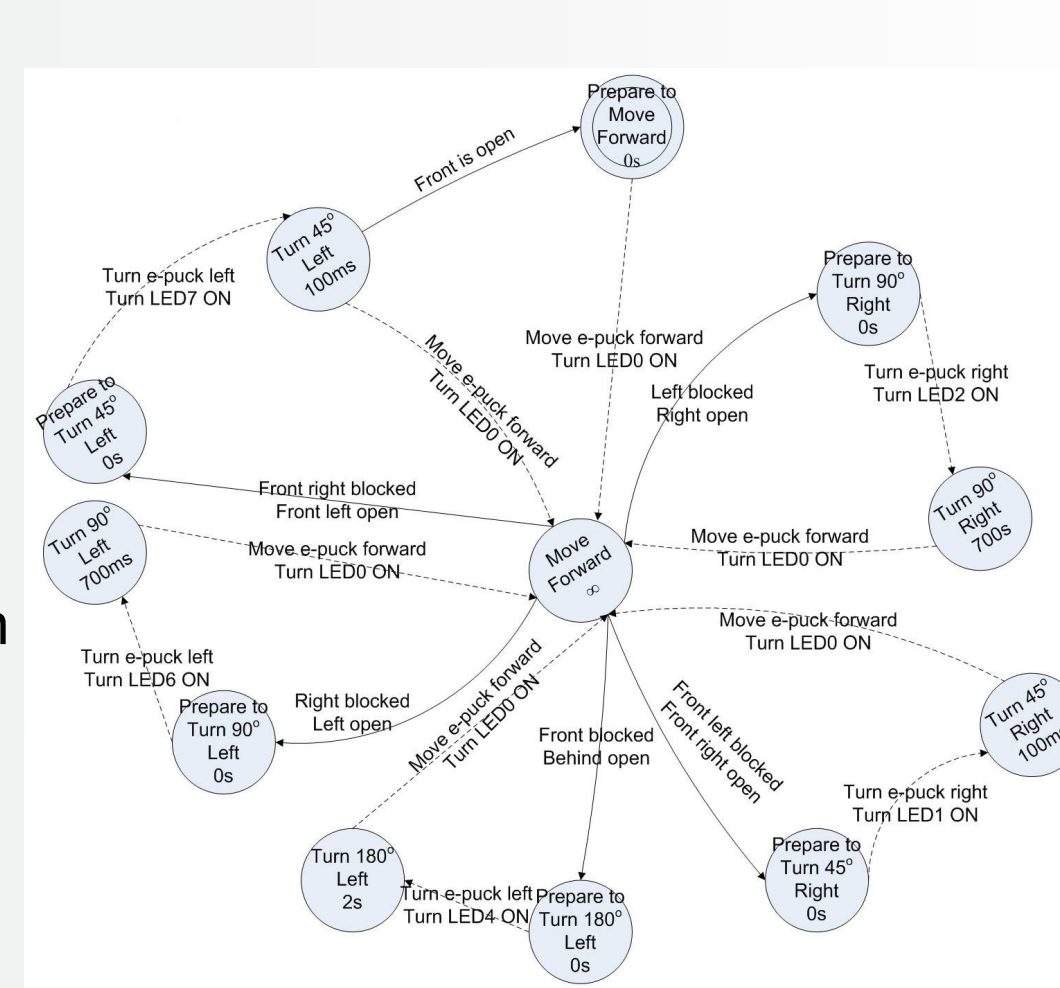 Prepare to
Move
Forward
0s
Front is open
Turn 45°
Left
100ms
Turn e-puck left
Turn LED7 ON
Prepare to
Turn 90°
Right
0s
Move e-puck forward
Turn LED0 ON
Left blocked
Right open
Turn e-puck right
Turn LED2 ON
Move e-puck forward
Turn LED0 ON
Prepare to
Turn 45°
Left
0s
Front right blocked
Front left open
Turn 90°
Right
700s
Turn 90°
Left
700ms
Move e-puck forward
Turn LED0 ON
Move
Forward
∞
Move e-puck forward
Turn LED0 ON
n
Move e-puck forward
Turn LED0 ON
Turn e-puck left
Turn LED6 ON
Prepare to
Turn 90°
Left
0s
Right blocked
Left open
Move e-puck forward
Turn LED0 ON
Front blocked
Behind open
Front left blocked
Front right open
Turn 45°
Right
100m
Turn e-puck right
Turn LED1 ON
Turn 180°
Left
2s
Turn e-puck left
Turn LED4 ON
Prepare to
Turn 180°
Left
0s
Prepare to
Turn 45°
Right
0s